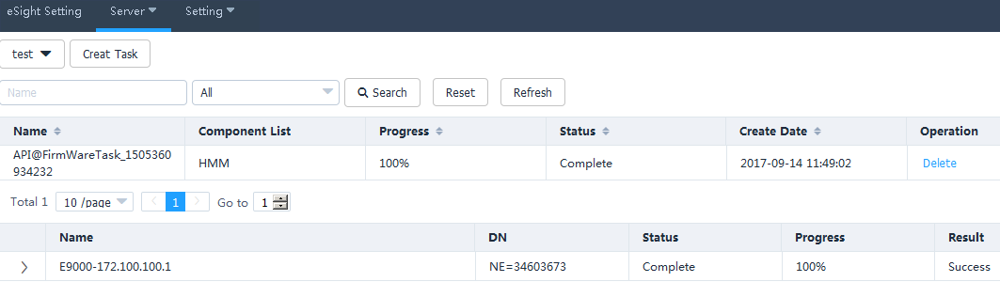 eSight Setting Server Setting
test Creat Task
Name All Search Reset Refresh
Name Component List Progress Status Create Date Operation
API@FirmWareTask_1505360
934232 HMM 100% Complete 2017-09-14 11:49:02 Delete
Total 1 10 /page 1 Go to 1
Name DN Status Progress Result
E9000-172.100.100.1 NE=34603673 Complete 100% Success